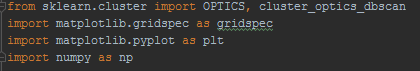 from sklearn.cluster import OPTICS, cluster_optics_dbscan
import matplotlib.gridspec as gridspec
import matplotlib.pyplot as plt
import numpy as np